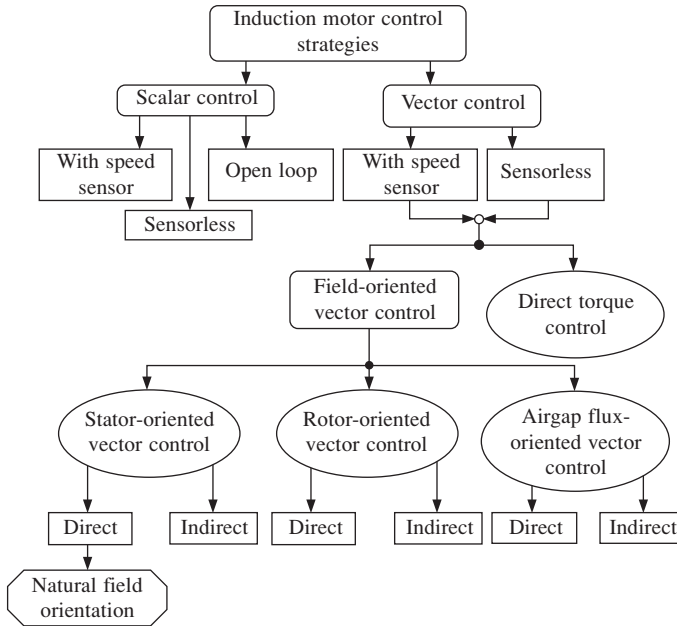 Induction motor control
strategies
Scalar control
Vector control
With speed
sensor
Open loop
With speed
sensor
Sensorless
Sensorless
Field-oriented
vector control
Direct torque
control
Stator-oriented
vector control
Rotor-oriented
vector control
Airgap flux-
oriented vector
control
Direct
Indirect
Direct
Indirect
Direct
Indirect
Natural field
orientation